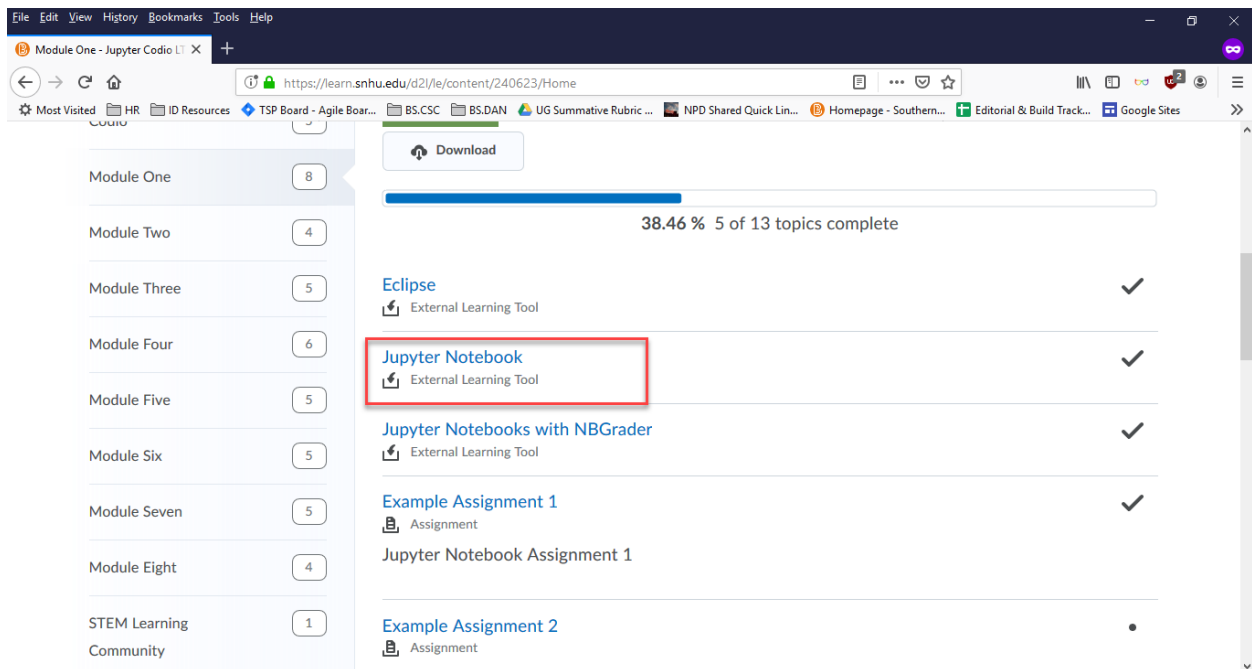 File Edit View History Bookmarks Tools Help
Module One - Jupyter Codio LT
https://learn.snhu.edu/d2l/le/content/240623/Home
2
Most Visited HR ID Resources TSP Board - Agile Boar... BS.CSC BS.DAN UG Summative Rubric ... NPD Shared Quick Lin... Homepage - Southern... Editorial & Build Track... Google Sites
Codio
Download
Module One 8
38.46 % 5 of 13 topics complete
Module Two 4
Eclipse
Module Three 5
External Learning Tool
Module Four 6
Jupyter Notebook
External Learning Tool
Module Five 5
Jupyter Notebooks with NBGrader
Module Six 5
External Learning Tool
Example Assignment 1
Module Seven 5
Assignment
Jupyter Notebook Assignment 1
Module Eight 4
STEM Learning 1
Community
Example Assignment 2
Assignment